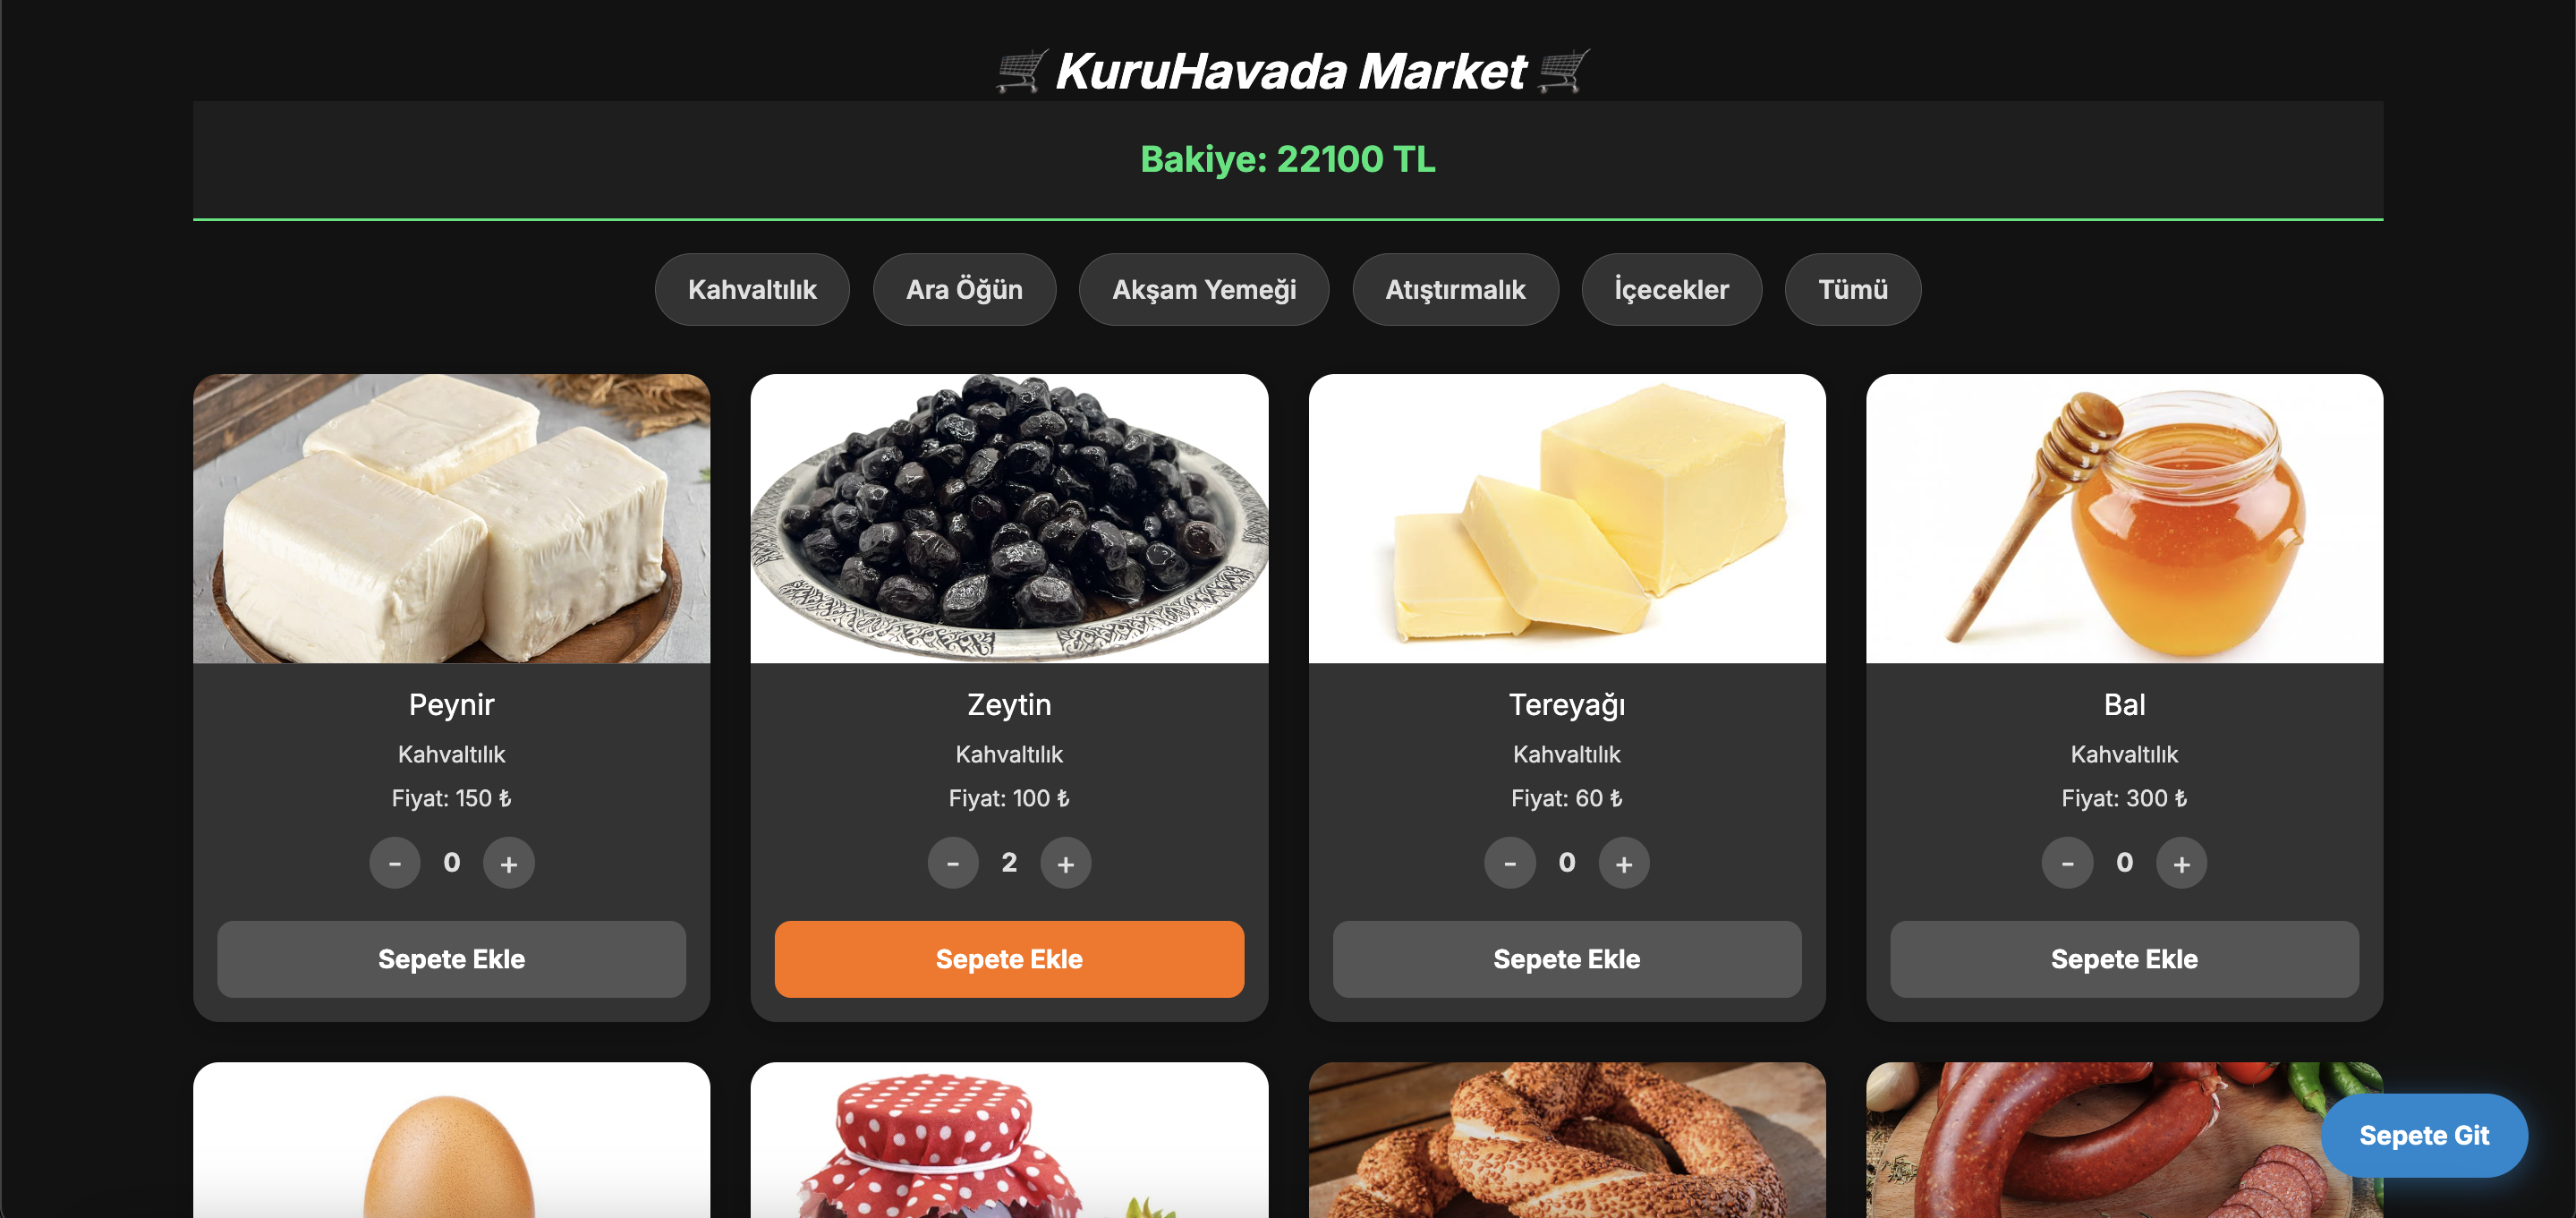 KuruHavada Market
Bakiye: 22100 TL
Kahvaltılık Ara Öğün Akşam Yemeği Atıştırmalık İçecekler Tümü
Peynir
Kahvaltılık
Fiyat: 150 ₺
- 0 +
Sepete Ekle
Zeytin
Kahvaltılık
Fiyat: 100 ₺
- 2 +
Sepete Ekle
Tereyağı
Kahvaltılık
Fiyat: 60 ₺
- 0 +
Sepete Ekle
Bal
Kahvaltılık
Fiyat: 300 ₺
- 0 +
Sepete Ekle
Sepete Git